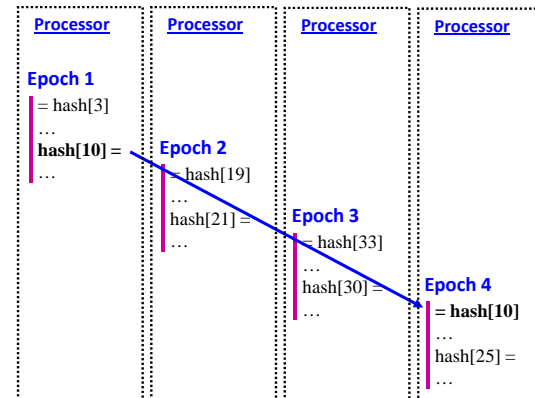 Processor
Epoch 1
= hash[3]
…
hash[10] =
…
Processor
Epoch 2
= hash[19]
…
hash[21] =
…
Processor
Epoch 3
= hash[33]
…
hash[30] =
…
Processor
Epoch 4
= hash[10]
…
hash[25] =
…